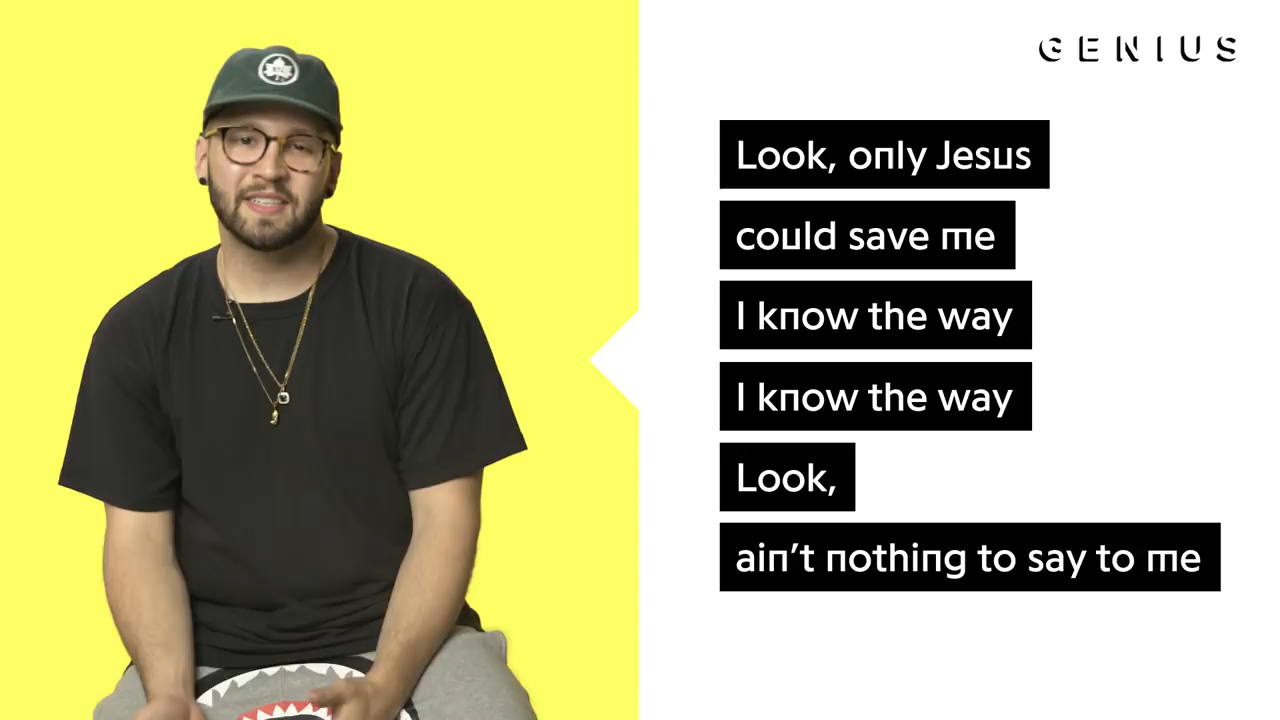 GENIUS
Look, only Jesus
could save me
I know the way
I know the way
Look,
ain't nothing to say to me